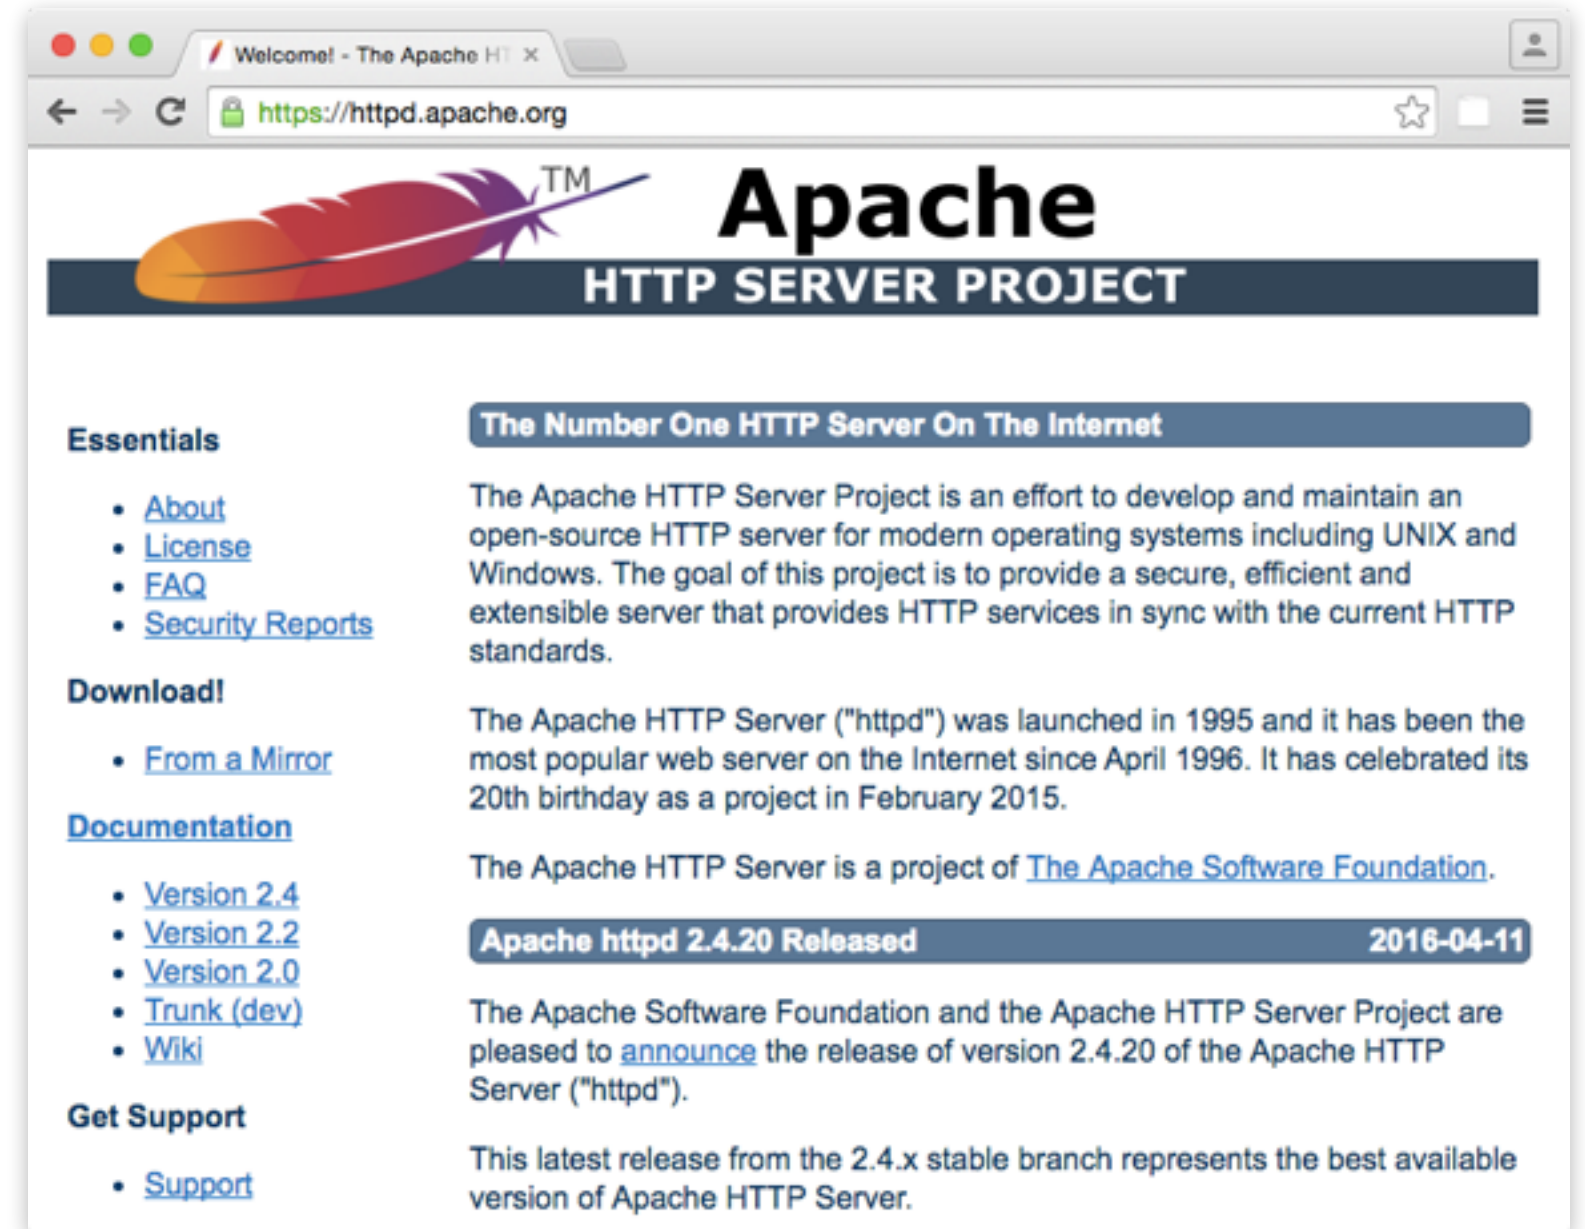 Welcome! - The Apache HT
https://httpd.apache.org
TM
Apache
HTTP SERVER PROJECT
Essentials
About
License
FAQ
Security Reports
Download!
From a Mirror
Documentation
Version 2.4
Version 2.2
Version 2.0
Trunk (dev)
Wiki
Get Support
Support
The Number One HTTP Server On The Internet
The Apache HTTP Server Project is an effort to develop and maintain an
open-source HTTP server for modern operating systems including UNIX and
Windows. The goal of this project is to provide a secure, efficient and
extensible server that provides HTTP services in sync with the current HTTP
standards.
The Apache HTTP Server ("httpd") was launched in 1995 and it has been the
most popular web server on the Internet since April 1996. It has celebrated its
20th birthday as a project in February 2015.
The Apache HTTP Server is a project of The Apache Software Foundation.
Apache httpd 2.4.20 Released 2016-04-11
The Apache Software Foundation and the Apache HTTP Server Project are
pleased to announce the release of version 2.4.20 of the Apache HTTP
Server ("httpd").
This latest release from the 2.4.x stable branch represents the best available
version of Apache HTTP Server.